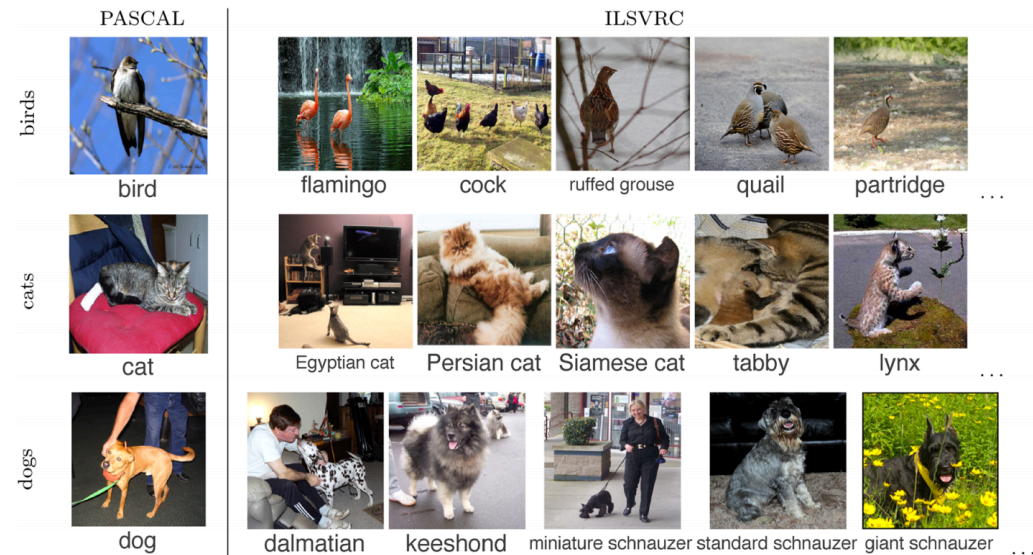 PASCAL
ILSVRC
birds
bird
flamingo
cock
ruffed grouse
quail
partridge
...
cats
cat
Egyptian cat
Persian cat
Siamese cat
tabby
lynx
...
dogs
dog
dalmatian
keeshond
miniature schnauzer
standard schnauzer
giant schnauzer
...